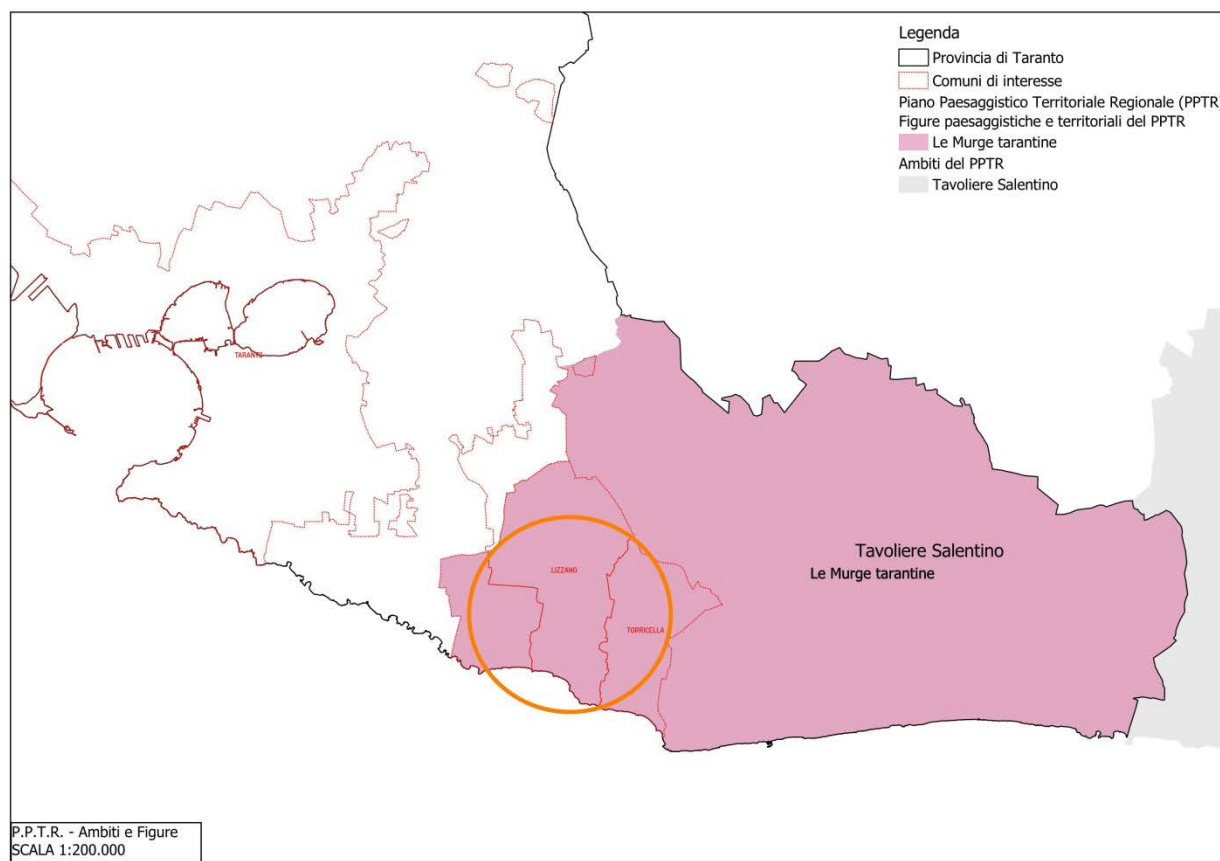 Legenda
Provincia di Taranto
Comuni di interesse
Piano Paesaggistico Territoriale Regionale (PPTR)
Figure paesaggistiche e territoriali del PPTR
Le Murge tarantine
Ambiti del PPTR
Tavoliere Salentino
TARANTO
Tavoliere Salentino
Le Murge tarantine
LIZZANO
TORRICELLA
P.P.T.R. - Ambiti e Figure
SCALA 1:200.000